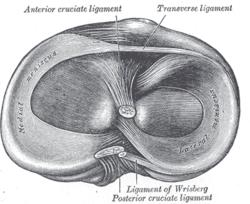 Anterior cruciate ligament
Transverse ligament
Medial meniscus
Lateral meniscus
Ligament of Wrisberg
Posterior cruciate ligament